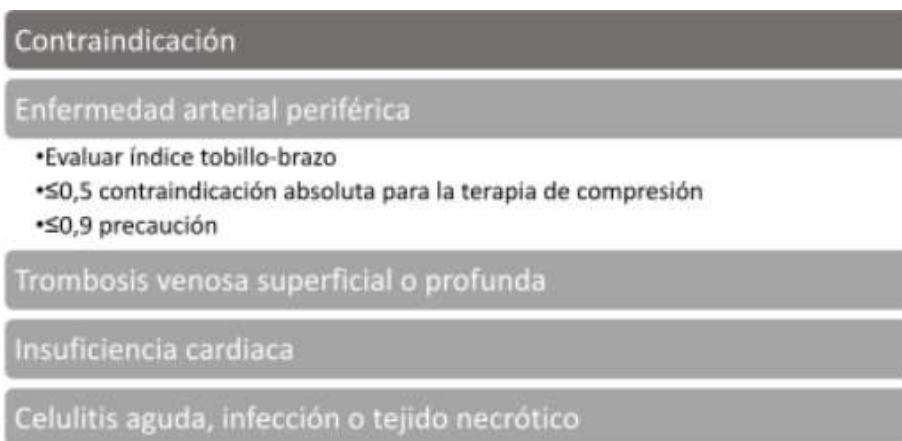 Contraindicación
Enfermedad arterial periférica
•Evaluar índice tobillo-brazo
•≤0,5 contraindicación absoluta para la terapia de compresión
•≤0,9 precaución
Trombosis venosa superficial o profunda
Insuficiencia cardiaca
Celulitis aguda, infección o tejido necrótico